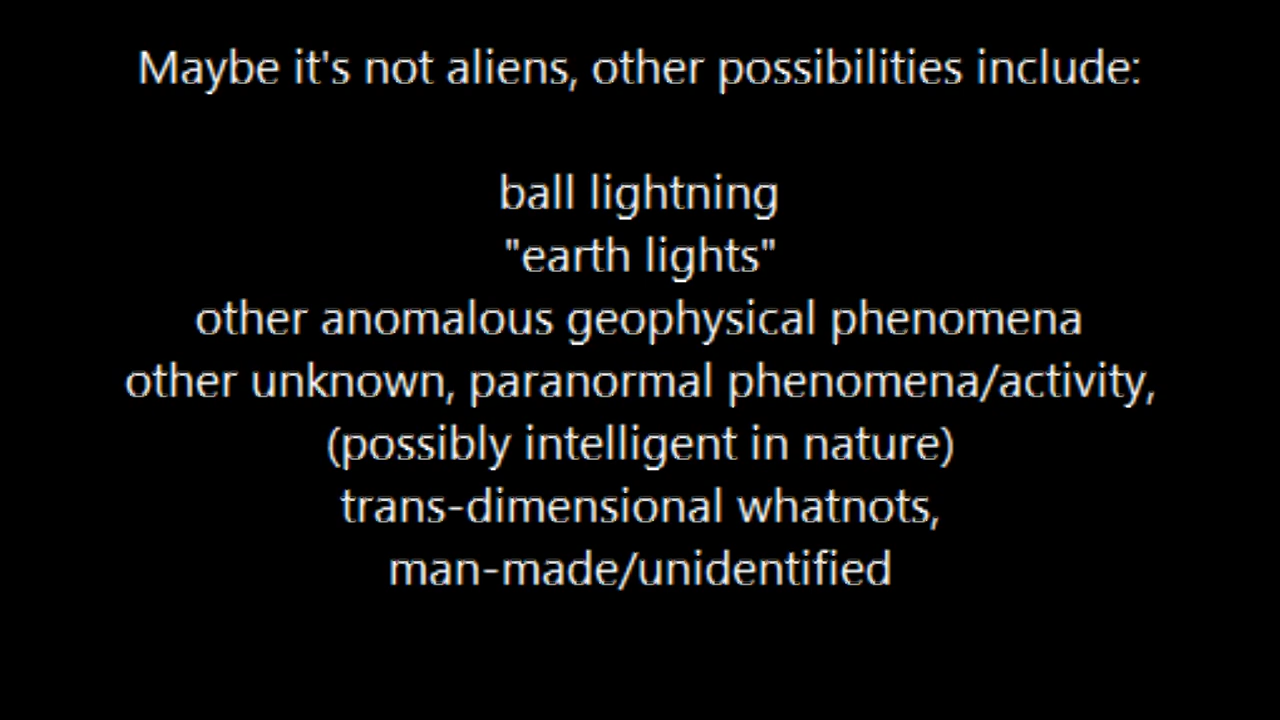 Maybe it's not aliens, other possibilities include:
ball lightning
"earth lights"
other anomalous geophysical phenomena
other unknown, paranormal phenomena/activity,
(possibly intelligent in nature)
trans-dimensional whatnots,
man-made/unidentified